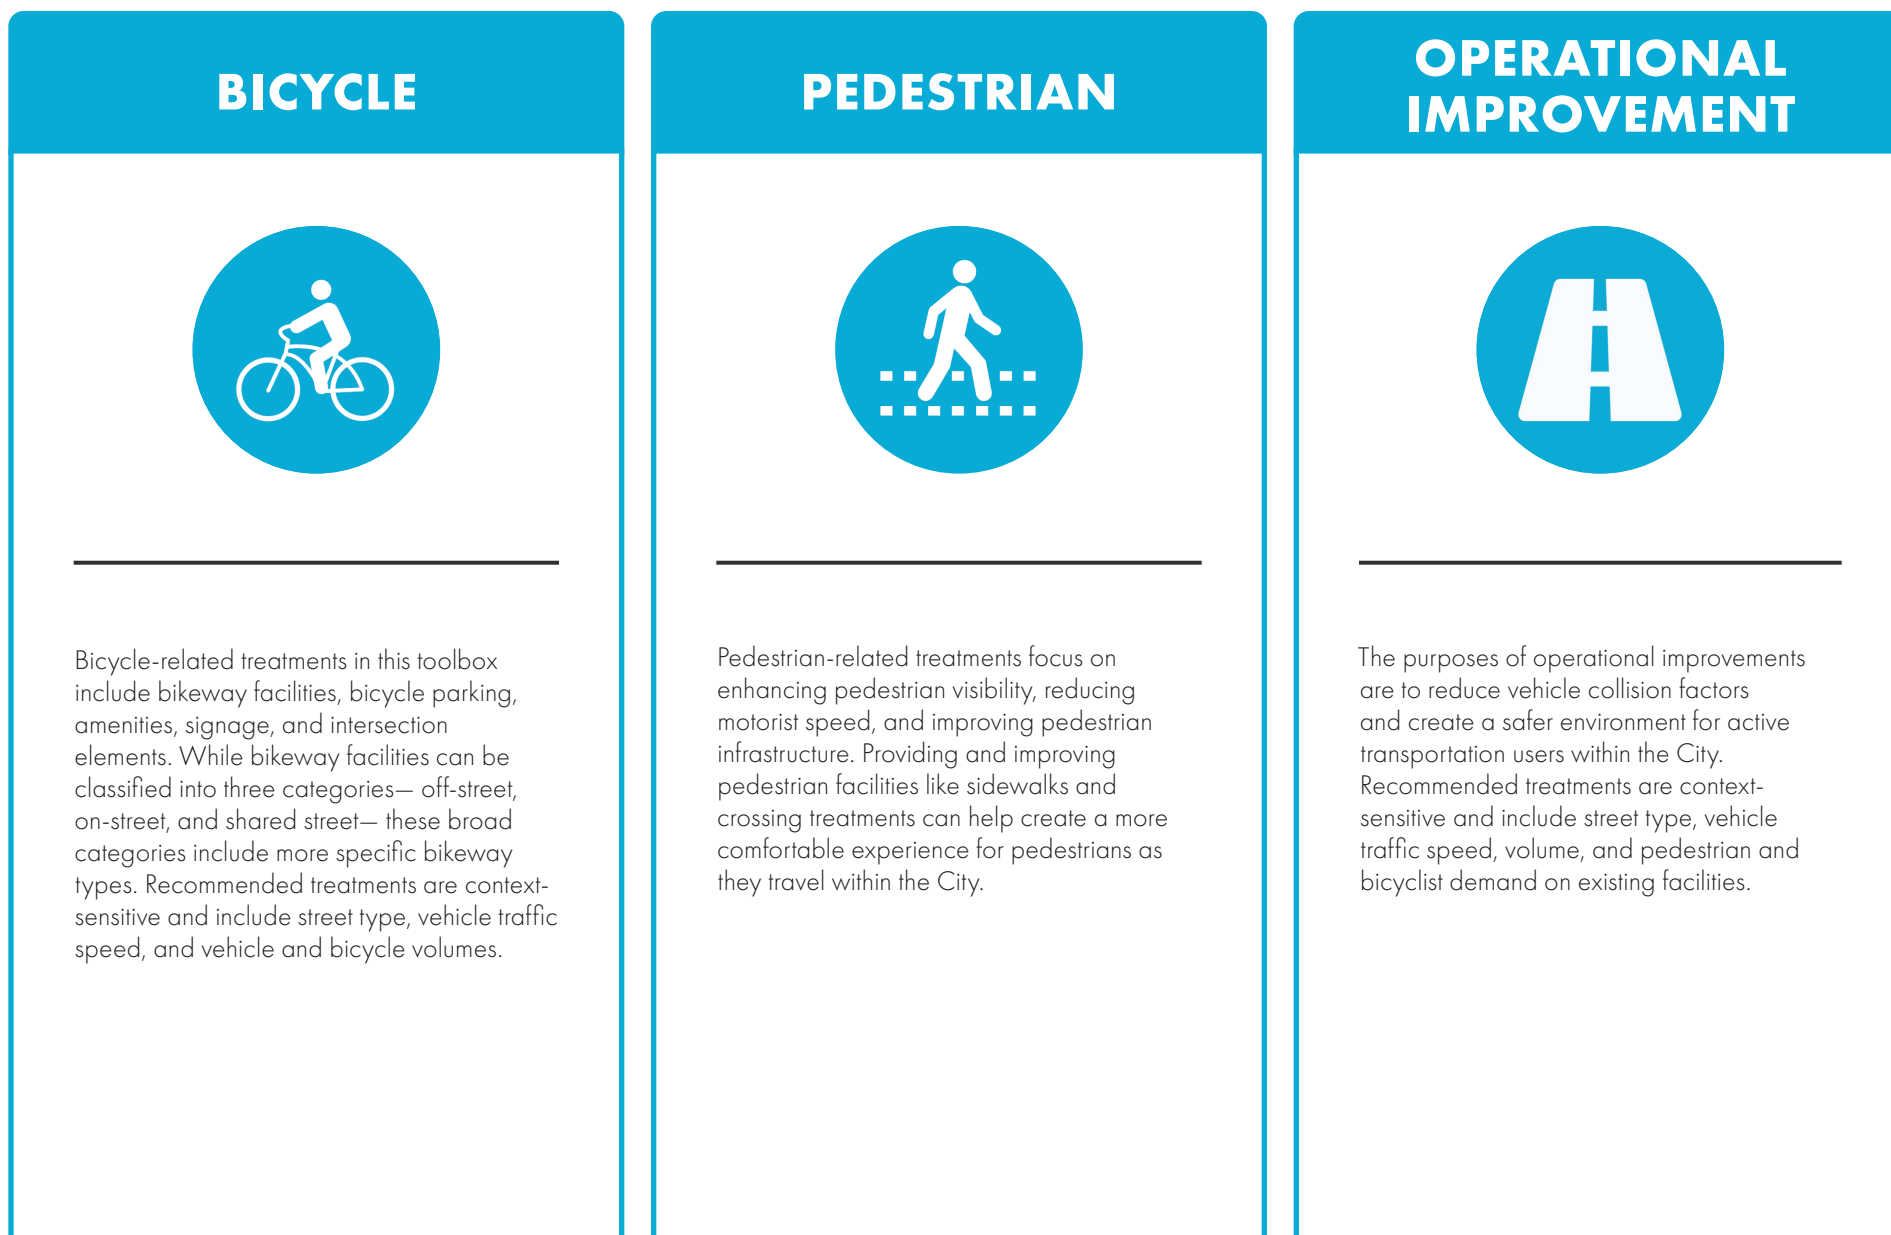 BICYCLE
Bicycle-related treatments in this toolbox
include bikeway facilities, bicycle parking,
amenities, signage, and intersection
elements. While bikeway facilities can be
classified into three categories— off-street,
on-street, and shared street— these broad
categories include more specific bikeway
types. Recommended treatments are context-
sensitive and include street type, vehicle traffic
speed, and vehicle and bicycle volumes.
PEDESTRIAN
Pedestrian-related treatments focus on
enhancing pedestrian visibility, reducing
motorist speed, and improving pedestrian
infrastructure. Providing and improving
pedestrian facilities like sidewalks and
crossing treatments can help create a more
comfortable experience for pedestrians as
they travel within the City.
OPERATIONAL
IMPROVEMENT
The purposes of operational improvements
are to reduce vehicle collision factors
and create a safer environment for active
transportation users within the City.
Recommended treatments are context-
sensitive and include street type, vehicle
traffic speed, volume, and pedestrian and
bicyclist demand on existing facilities.